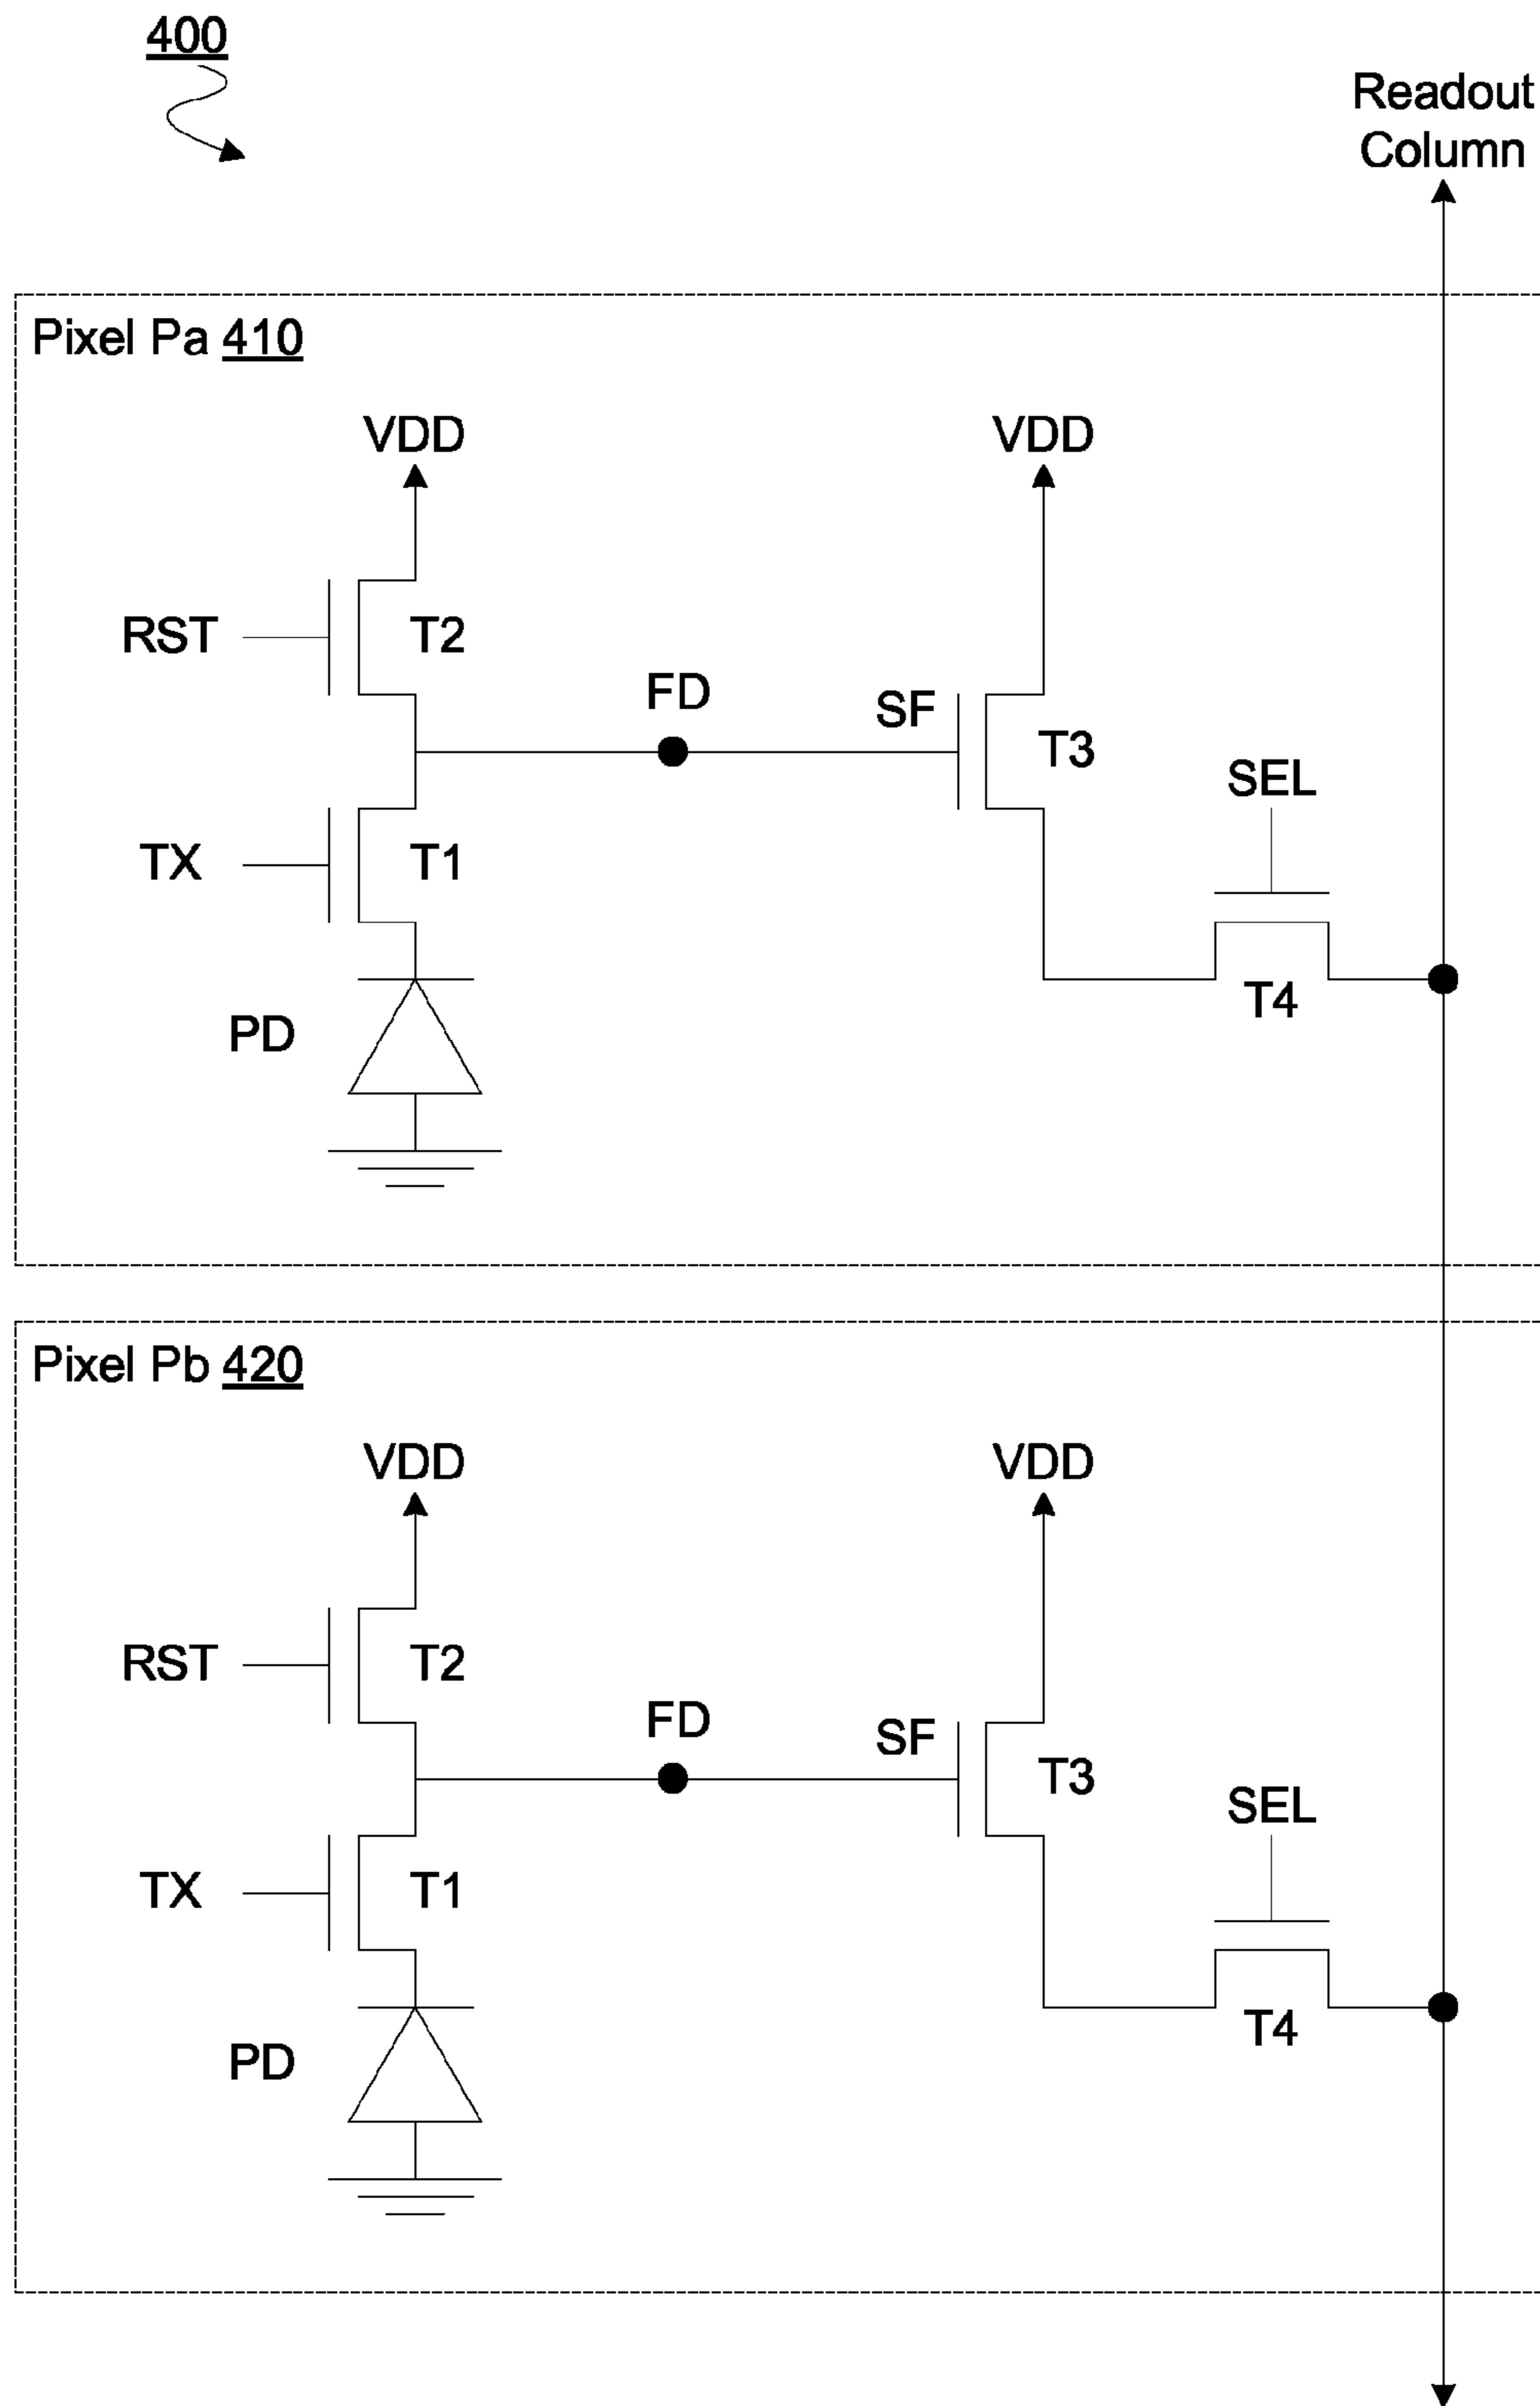 400
Readout
Column
Pixel Pa 410
VDD
VDD
RST
T2
FD
SF
T3
SEL
TX
T1
T4
PD
Pixel Pb 420
VDD
VDD
RST
T2
FD
SF
T3
SEL
TX
T1
T4
PD